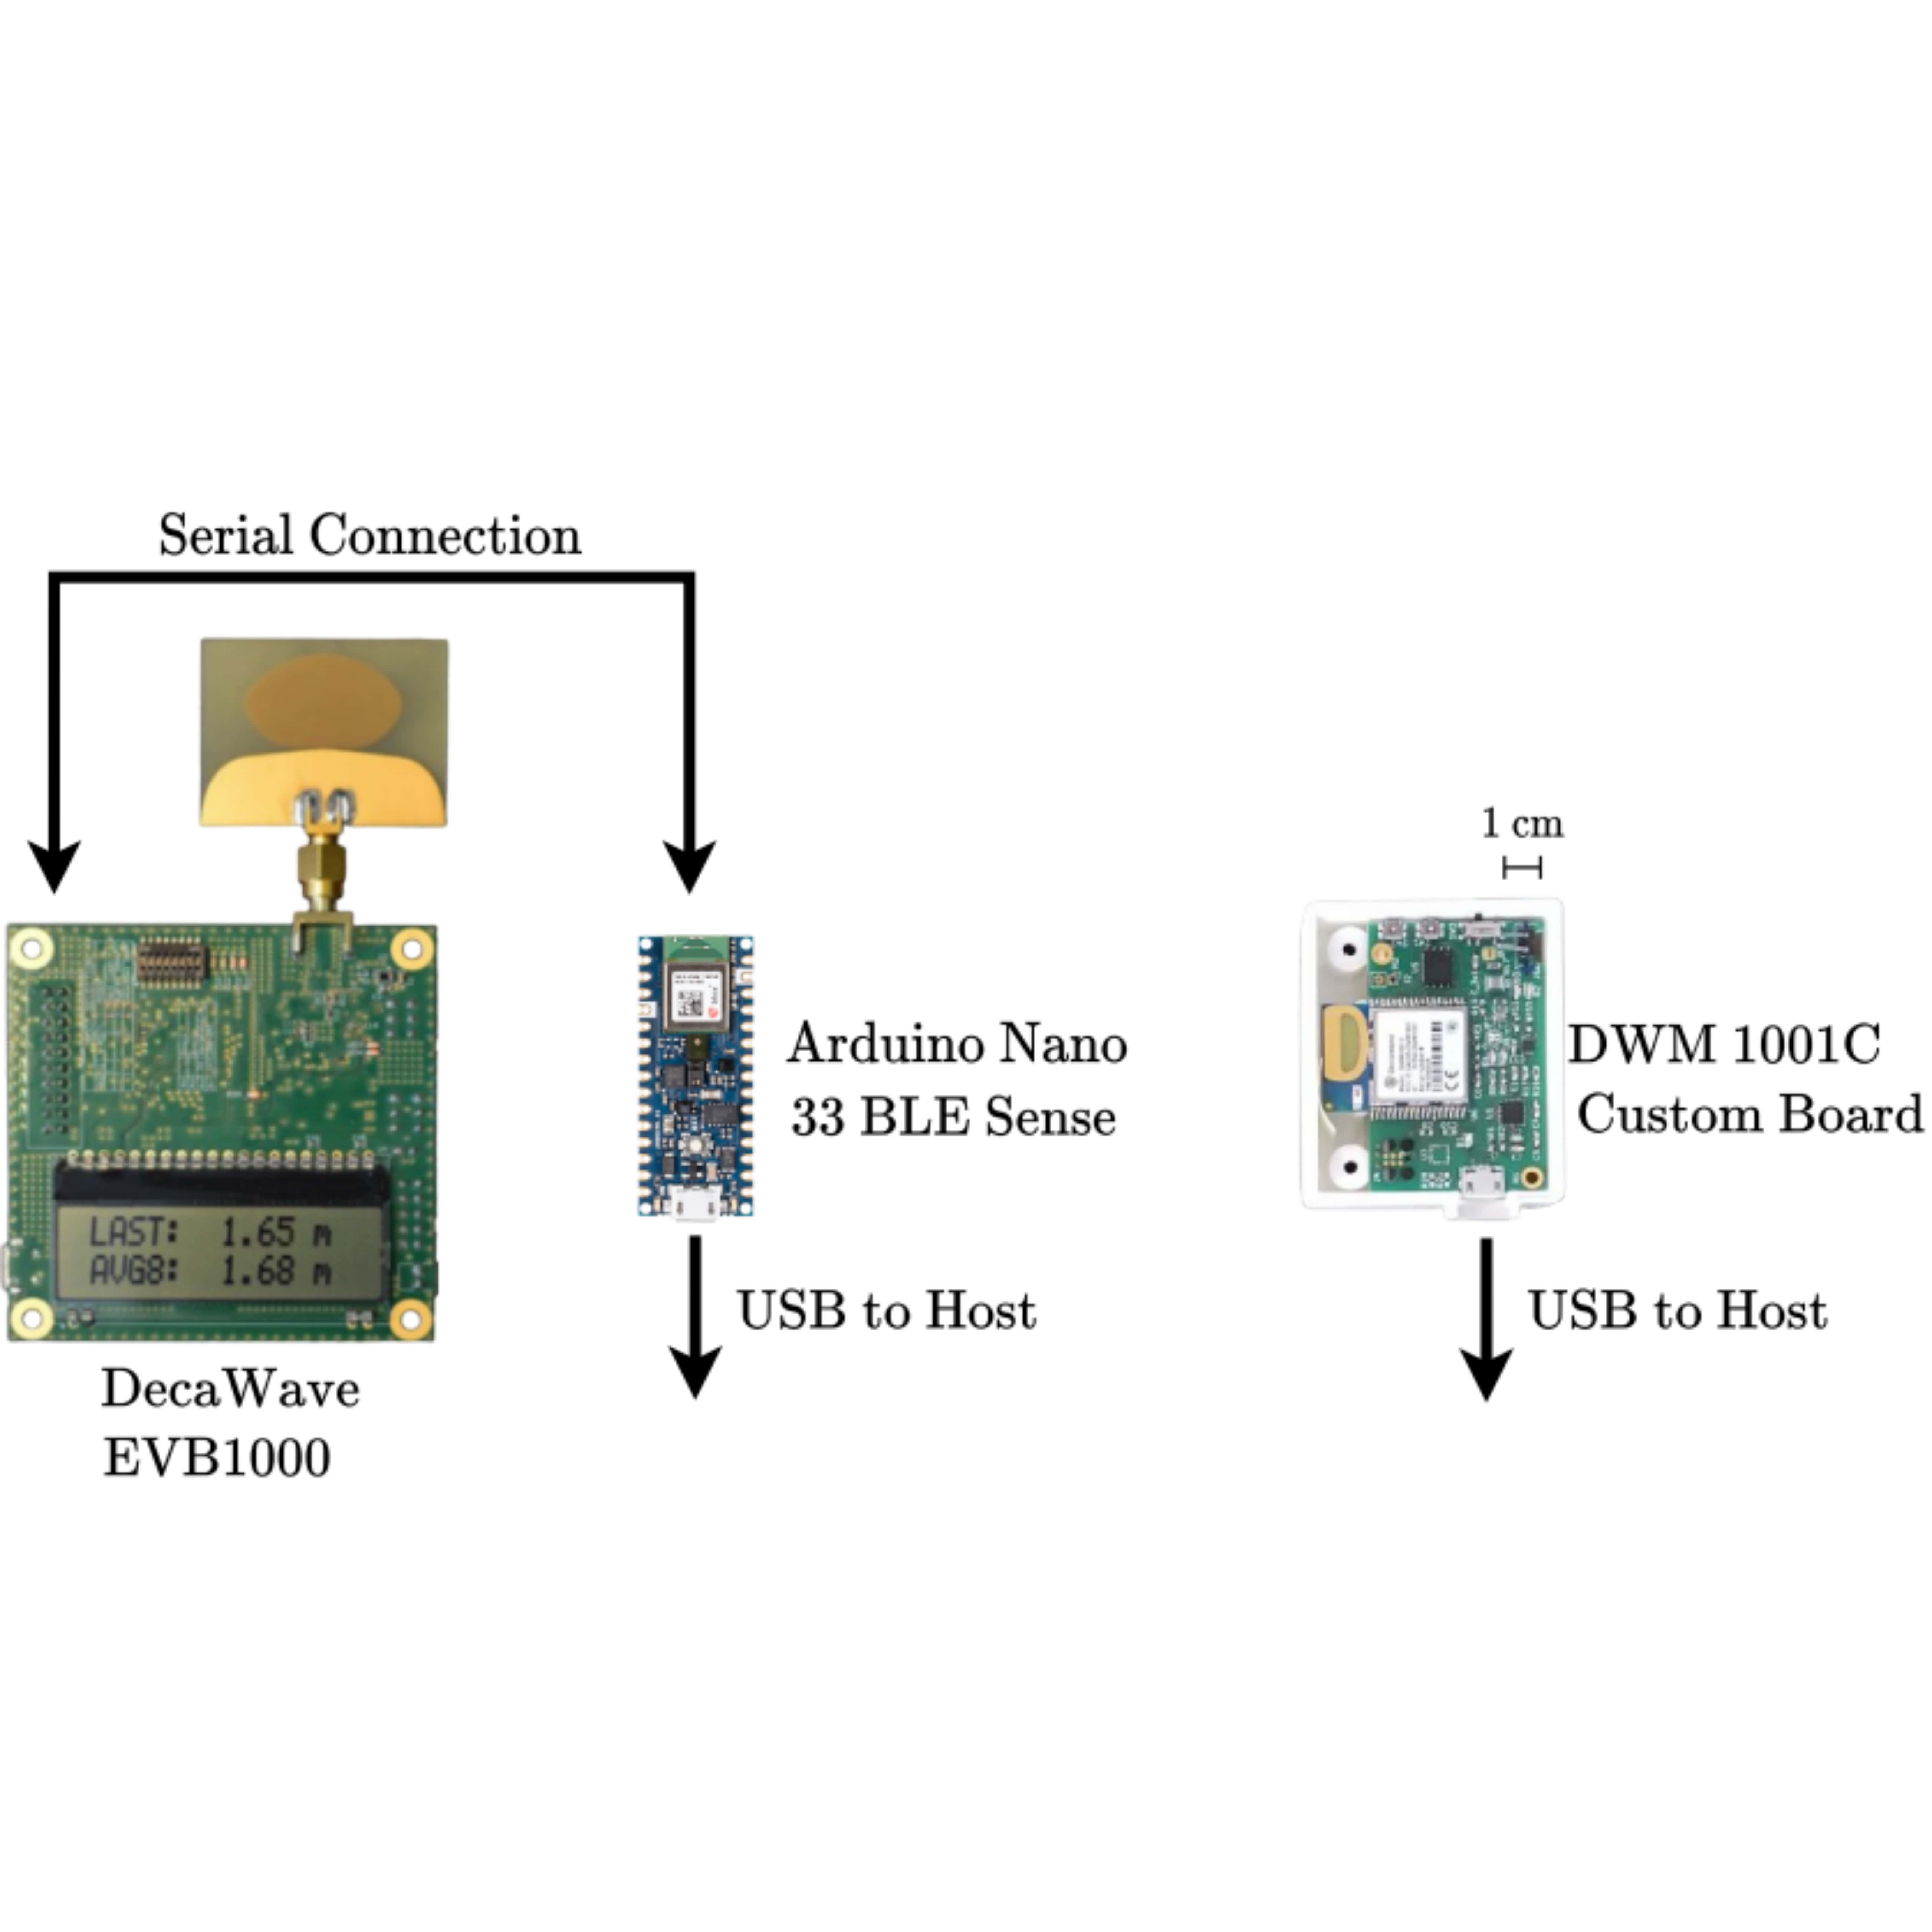 Serial Connection
1 cm
Arduino Nano
33 BLE Sense
DWM 1001C
Custom Board
LAST: 1.65 m
AVG8: 1.68 m
USB to Host
USB to Host
DecaWave
EVB1000